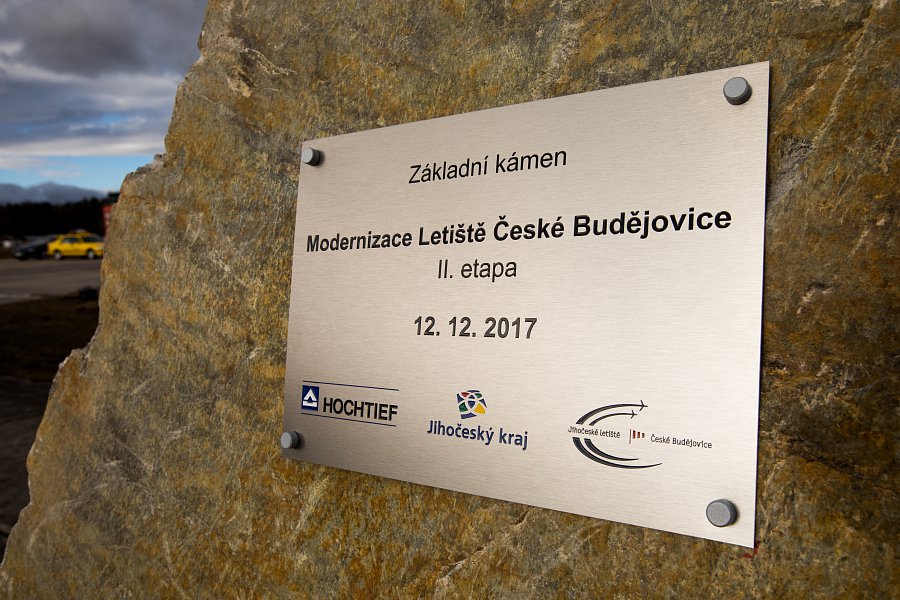 Základní kámen
Modernizace Letiště České Budějovice
II. etapa
12. 12. 2017
HOCHTIEF
Jihočeský kraj
Jihočeské Letiště České Budějovice